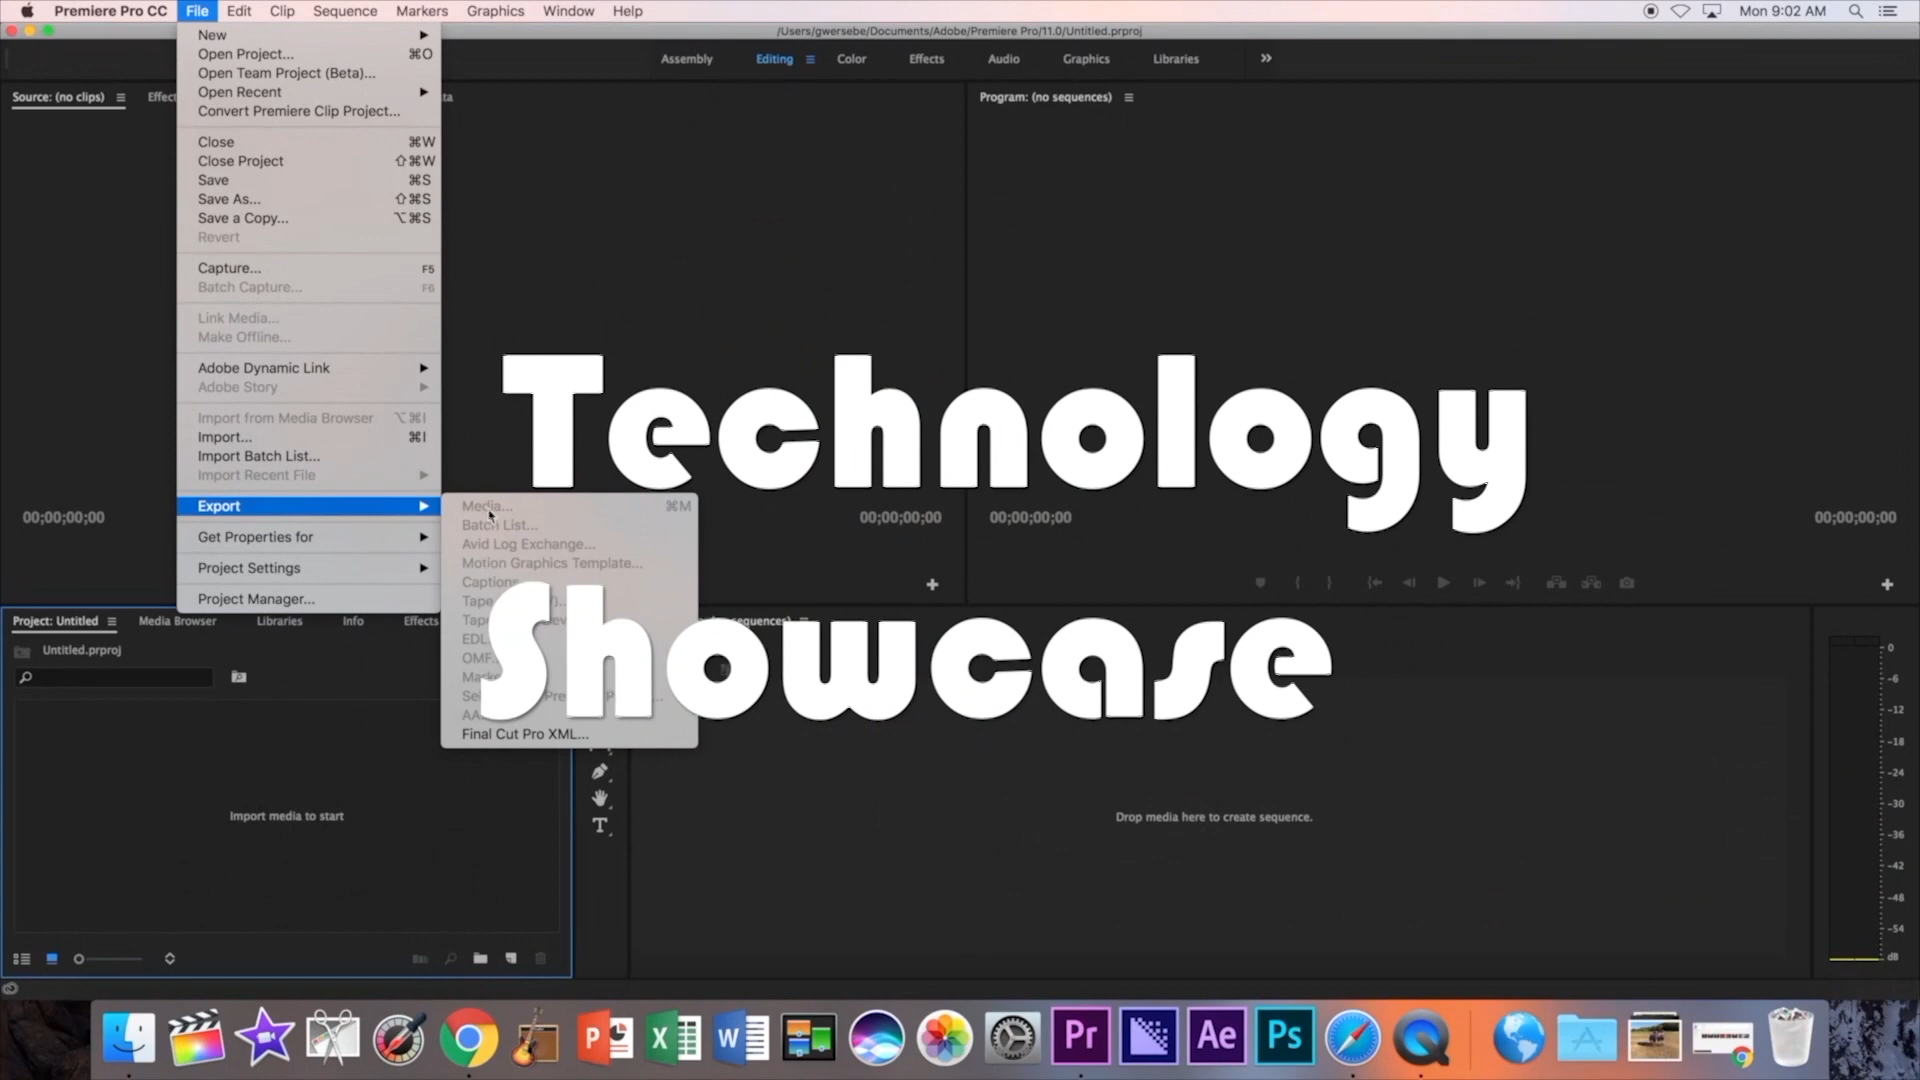 Premiere Pro CC File Edit Clip Sequence Markers Graphics Window Help Mon 9:02 AM
/Users/gwersebe/Documents/Adobe/Premiere Pro/11.0/Untitled.prproj
Assembly Editing Color Effects Audio Graphics Libraries
Source: (no clips)
Program: (no sequences)
New
Open Project... ⌘O
Open Team Project (Beta)...
Open Recent
Convert Premiere Clip Project...
Close ⌘W
Close Project ⇧⌘W
Save ⌘S
Save As... ⇧⌘S
Save a Copy... ⌥⌘S
Revert
Capture... F5
Batch Capture... F6
Link Media...
Make Offline...
Adobe Dynamic Link
Adobe Story
Import from Media Browser ⌥⌘I
Import... ⌘I
Import Batch List...
Import Recent File
Export
Get Properties for
Project Settings
Project Manager...
Media... ⌘M
Batch List...
Avid Log Exchange...
Motion Graphics Template...
Captions
Tape
EDL
OMF
Final Cut Pro XML...
Technology
Showcase
00;00;00;00 00;00;00;00 00;00;00;00 00;00;00;00
Project: Untitled Media Browser Libraries Info Effects
Untitled.prproj
Import media to start
Drop media here to create sequence.
0
-6
-12
-18
-24
-30
-36
-42
-48
-54
dB
T
P X W Pr Ae Ps